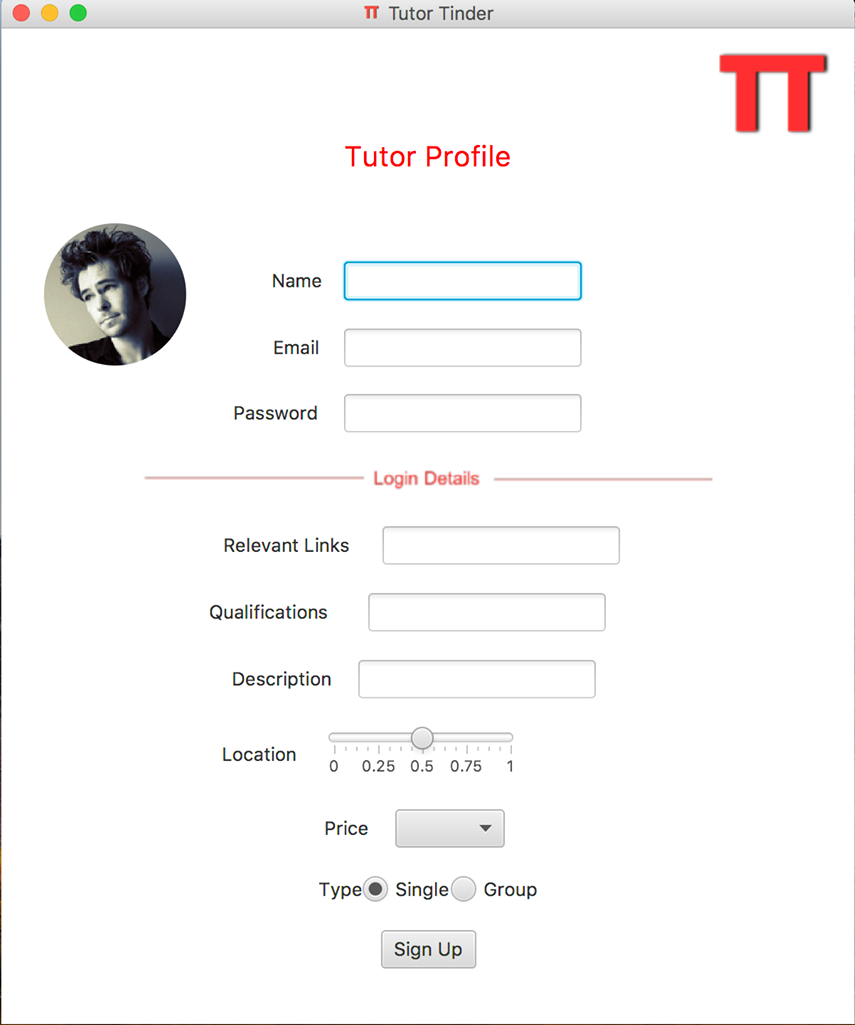 TT Tutor Tinder
TT
Tutor Profile
Name
Email
Password
Login Details
Relevant Links
Qualifications
Description
Location
0 0.25 0.5 0.75 1
Price
Type Single Group
Sign Up